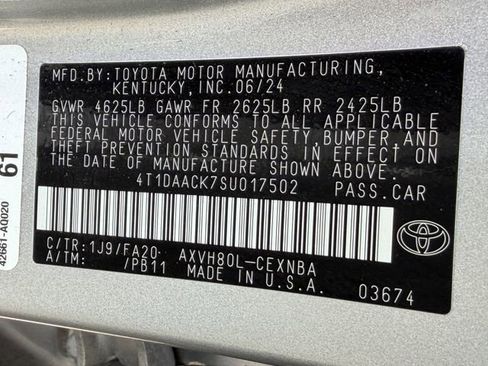 MFD.BY:TOYOTA MOTOR MANUFACTURING,
KENTUCKY,INC.06/24
GVWR 4625LB GAWR FR 2625LB RR 2425LB
THIS VEHICLE CONFORMS TO ALL APPLICABLE
FEDERAL MOTOR VEHICLE SAFETY,BUMPER,AND
THEFT PREVENTION STANDARDS IN EFFECT ON
THE DATE OF MANUFACTURE SHOWN ABOVE.
4T1DAACK7SU017502 PASS.CAR
C/TR:1J9/FA20 AXVH80L-CEXNBA
A/TM: /PB11 MADE IN U.S.A.
03674
42661-AQ020
61